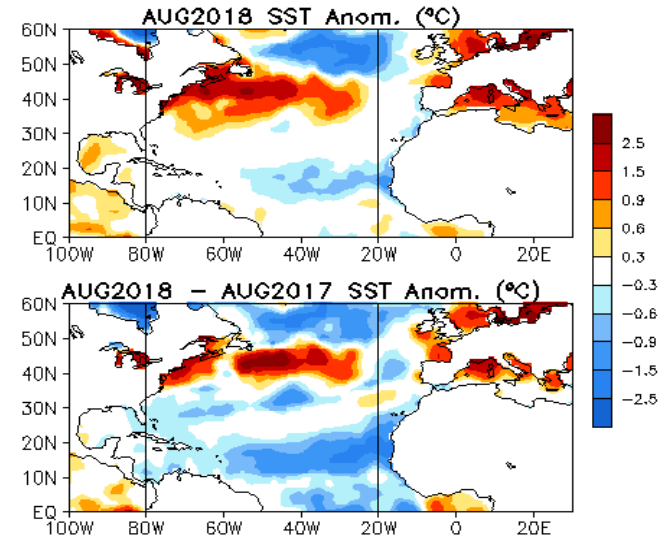 AUG2018 SST Anom. (ºC)
60N
50N
40N
30N
20N
10N
EQ
100W 80W 60W 40W 20W 0 20E
AUG2018 – AUG2017 SST Anom. (ºC)
60N
50N
40N
30N
20N
10N
EQ
100W 80W 60W 40W 20W 0 20E
2.5
1.5
0.9
0.6
0.3
-0.3
-0.6
-0.9
-1.5
-2.5